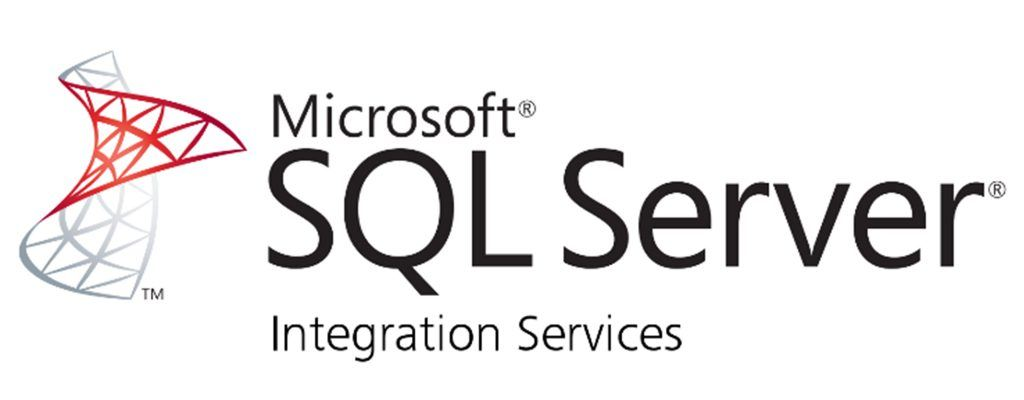 Microsoft®
SQL Server®
TM
Integration Services